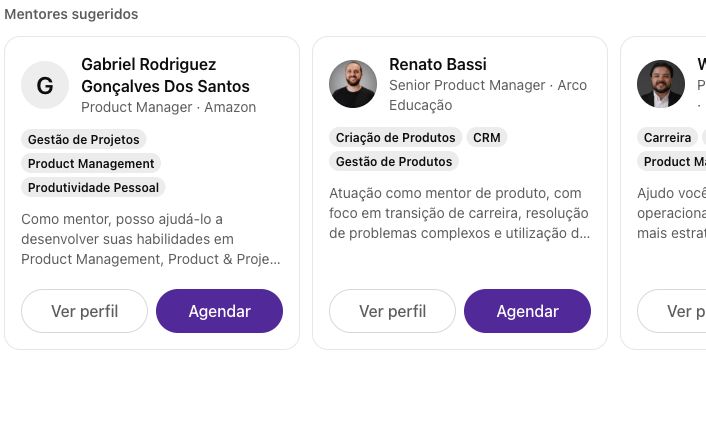 Mentores sugeridos
G
Gabriel Rodriguez
Gonçalves Dos Santos
Product Manager · Amazon
Gestão de Projetos
Product Management
Produtividade Pessoal
Como mentor, posso ajudá-lo a
desenvolver suas habilidades em
Product Management, Product & Proje...
Ver perfil
Agendar
Renato Bassi
Senior Product Manager · Arco
Educação
Criação de Produtos
CRM
Gestão de Produtos
Atuação como mentor de produto, com
foco em transição de carreira, resolução
de problemas complexos e utilização d...
Ver perfil
Agendar
Carreira
Product
Ajudo você
mais
Ver